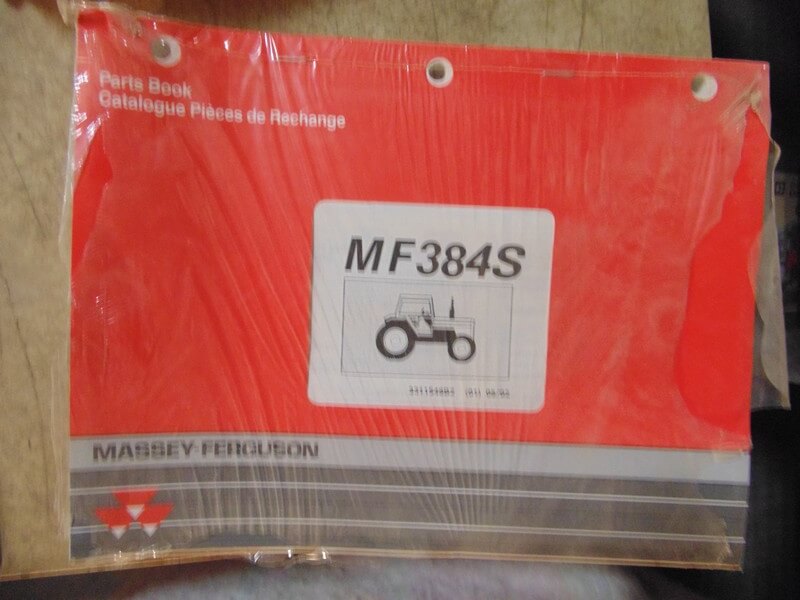 Parts Book
Catalogue Pièces de Rechange
MF384S
MASSEY-FERGUSON